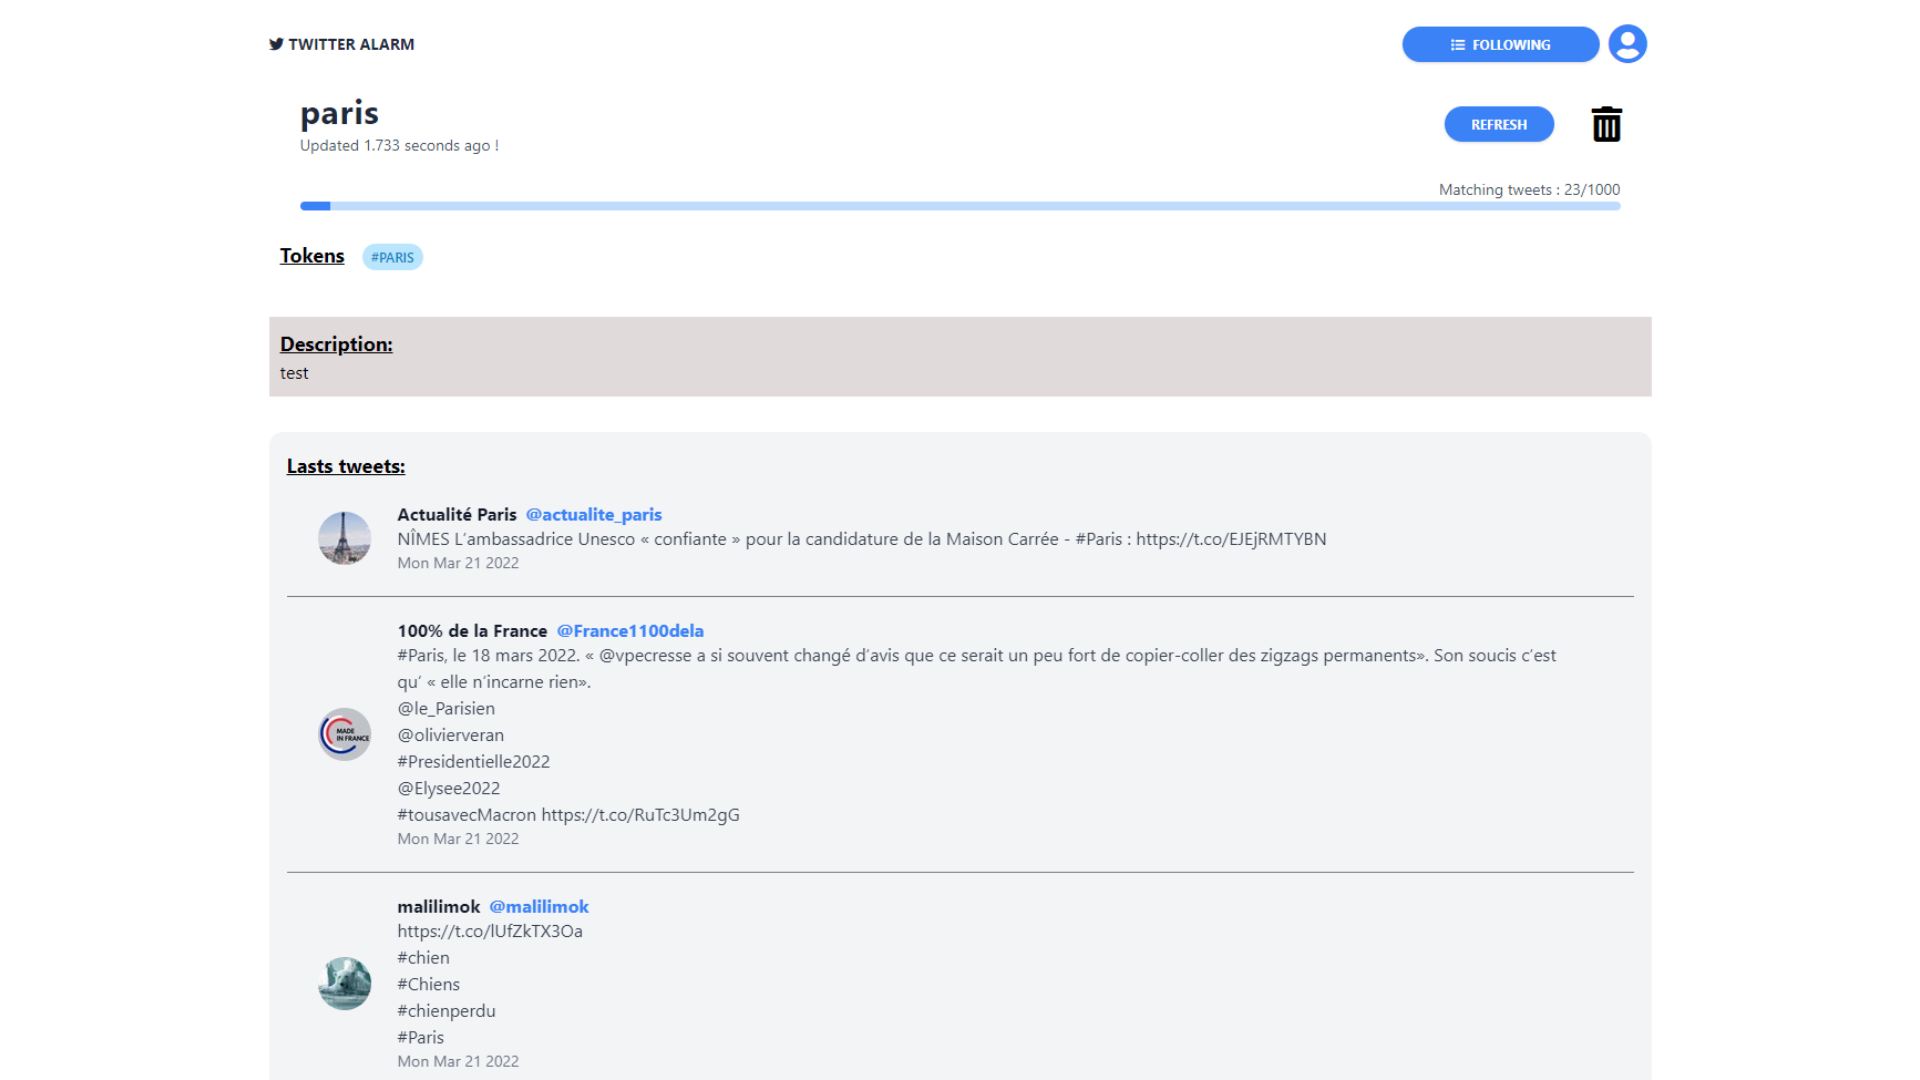 TWITTER ALARM
FOLLOWING
paris
Updated 1.733 seconds ago !
REFRESH
Matching tweets : 23/1000
Tokens #PARIS
Description:
test
Lasts tweets:
Actualité Paris @actualite_paris
NÎMES L'ambassadrice Unesco « confiante » pour la candidature de la Maison Carrée - #Paris : https://t.co/EJEjRMTYBN
Mon Mar 21 2022
100% de la France @France1100dela
#Paris, le 18 mars 2022. « @vpecresse a si souvent changé d'avis que ce serait un peu fort de copier-coller des zigzags permanents». Son soucis c'est
qu' « elle n'incarne rien».
@le_Parisien
MADE
IN FRANCE
@olivierveran
#Presidentielle2022
@Elysee2022
#tousavecMacron https://t.co/RuTc3Um2gG
Mon Mar 21 2022
malilimok @malilimok
https://t.co/lUfZkTX3Oa
#chien
#Chiens
#chienperdu
#Paris
Mon Mar 21 2022